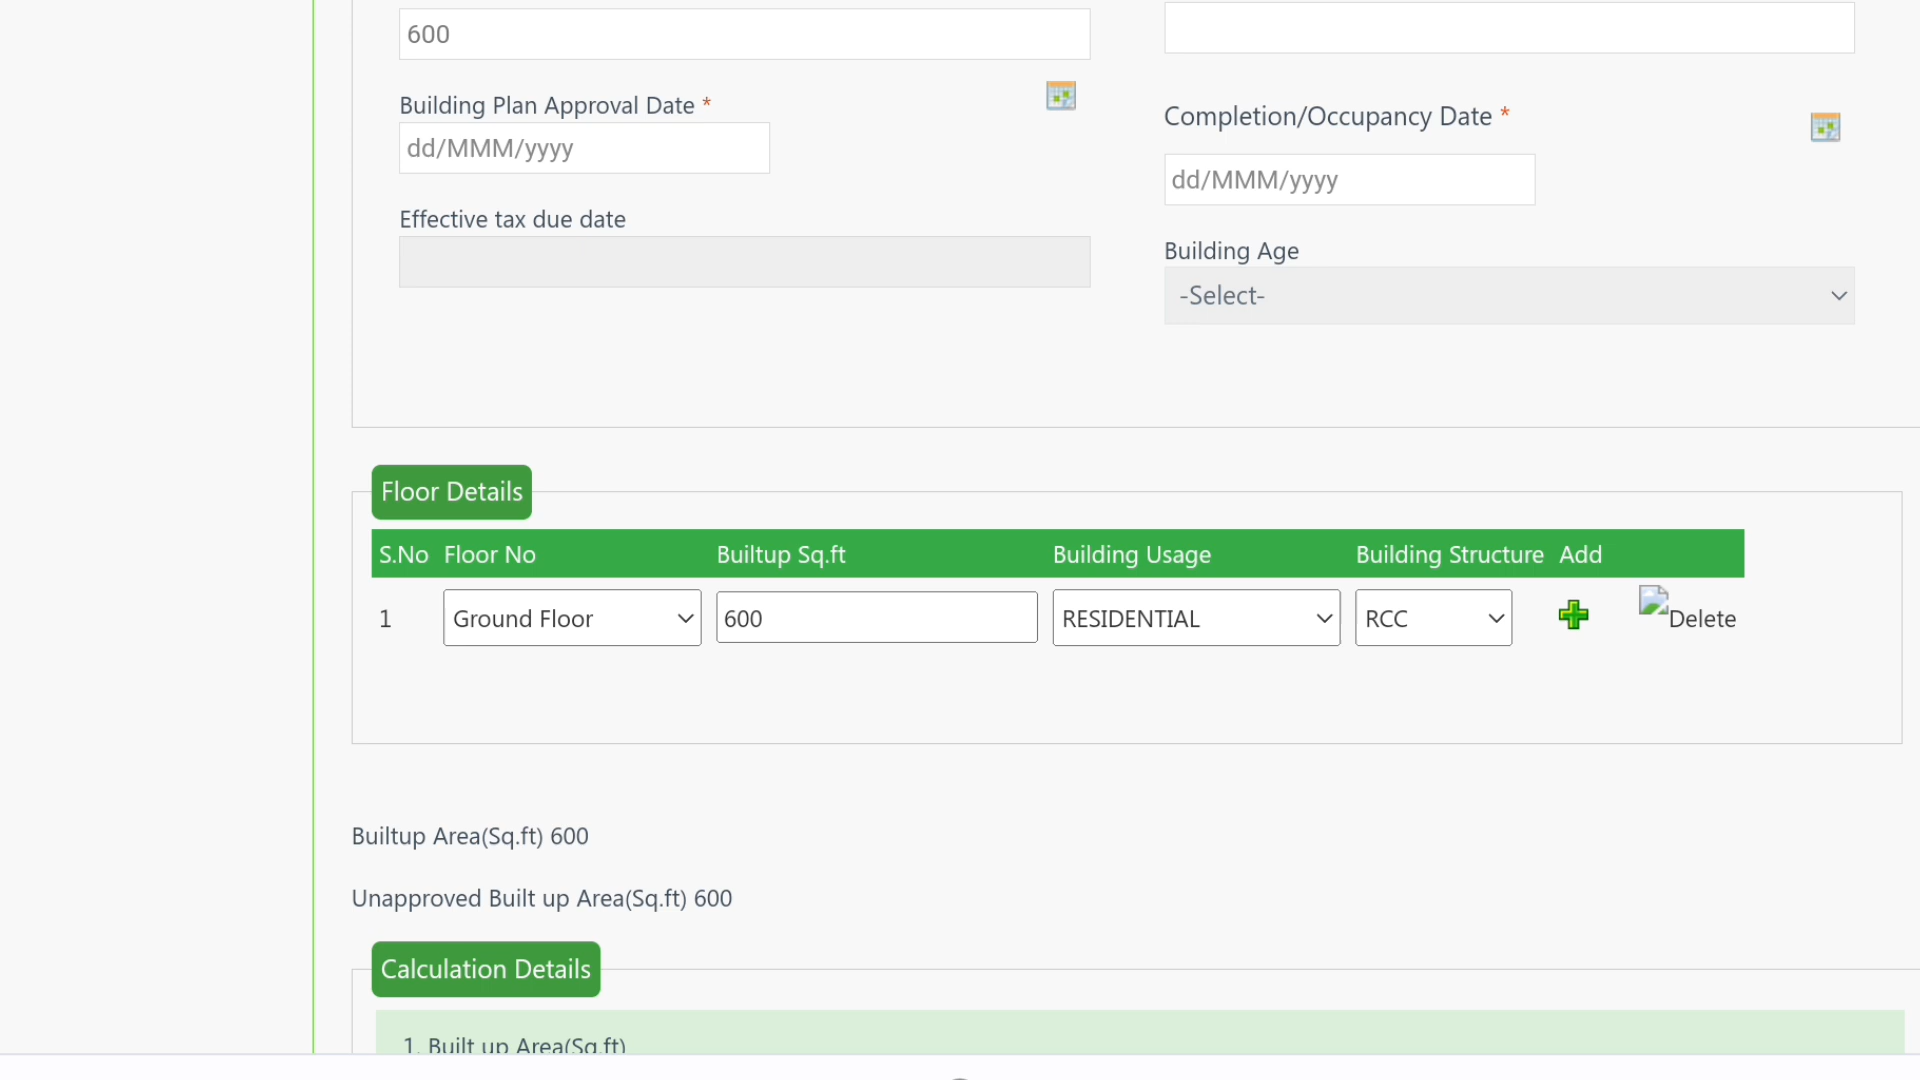 600
Building Plan Approval Date *
dd/MMM/yyyy
Completion/Occupancy Date *
dd/MMM/yyyy
Effective tax due date
Building Age
-Select-
Floor Details
S.No Floor No Builtup Sq.ft Building Usage Building Structure Add
1 Ground Floor 600 RESIDENTIAL RCC Delete
Builtup Area(Sq.ft) 600
Unapproved Built up Area(Sq.ft) 600
Calculation Details
1. Built up Area(Sq.ft)